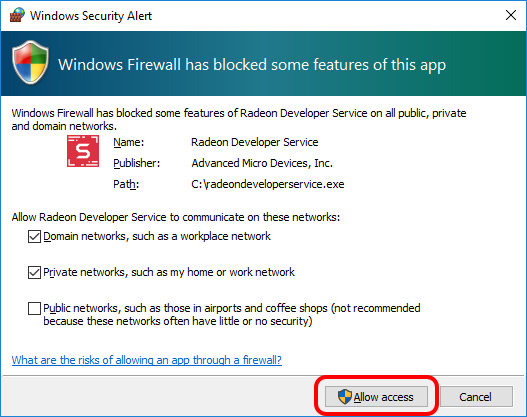 Windows Security Alert
Windows Firewall has blocked some features of this app
Windows Firewall has blocked some features of Radeon Developer Service on all public, private
and domain networks.
S
Name: Radeon Developer Service
Publisher: Advanced Micro Devices, Inc.
Path: C:\radeondeveloperservice.exe
Allow Radeon Developer Service to communicate on these networks:
Domain networks, such as a workplace network
Private networks, such as my home or work network
Public networks, such as those in airports and coffee shops (not recommended
because these networks often have little or no security)
What are the risks of allowing an app through a firewall?
Allow access Cancel